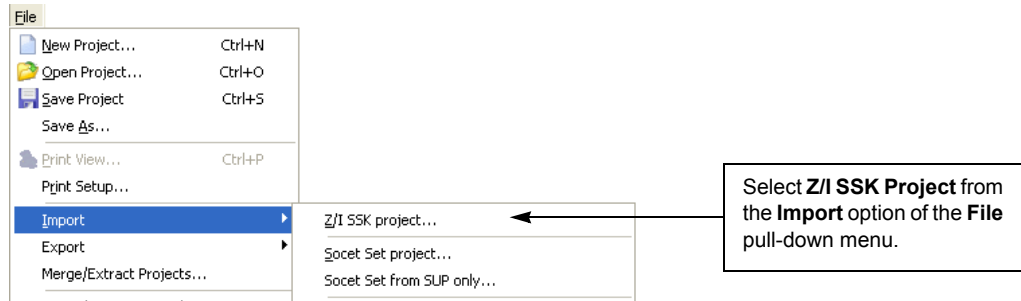 File
New Project... Ctrl+N
Open Project... Ctrl+O
Save Project Ctrl+S
Save As...
Print View... Ctrl+P
Print Setup...
Import
Export
Merge/Extract Projects...
Z/I SSK project...
Socet Set project...
Socet Set from SUP only...
Select Z/I SSK Project from
the Import option of the File
pull-down menu.